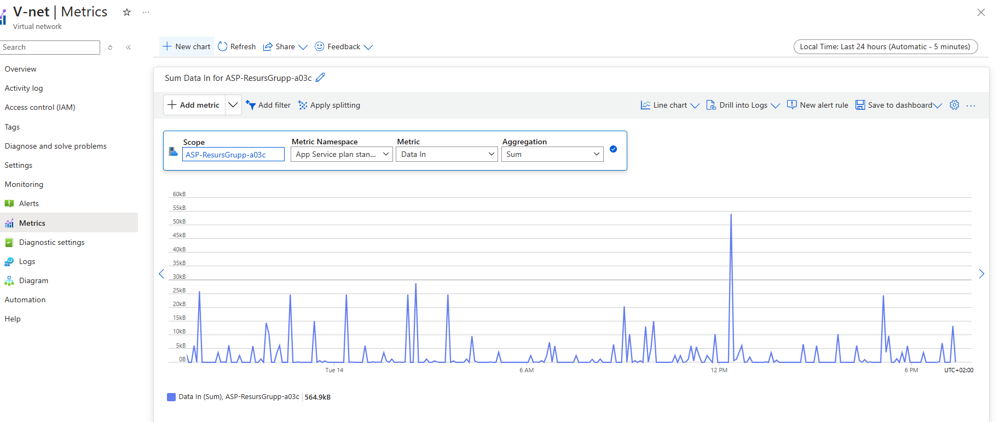 V-net | Metrics
Virtual network
Search
Overview
Activity log
Access control (IAM)
Tags
Diagnose and solve problems
Settings
Monitoring
Alerts
Metrics
Diagnostic settings
Logs
Diagram
Automation
Help
New chart Refresh Share Feedback Local Time: Last 24 hours (Automatic - 5 minutes)
Sum Data In for ASP-ResursGrupp-a03c
Add metric Add filter Apply splitting Line chart Drill into Logs New alert rule Save to dashboard
Scope Metric Namespace Metric Aggregation
ASP-ResursGrupp-a03c App Service plan stan... Data In Sum
60kB
55kB
50kB
45kB
40kB
35kB
30kB
25kB
20kB
15kB
10kB
5kB
0B
Tue 14 6 AM 12 PM 6 PM UTC+02:00
Data In (Sum), ASP-ResursGrupp-a03c 564.9kB